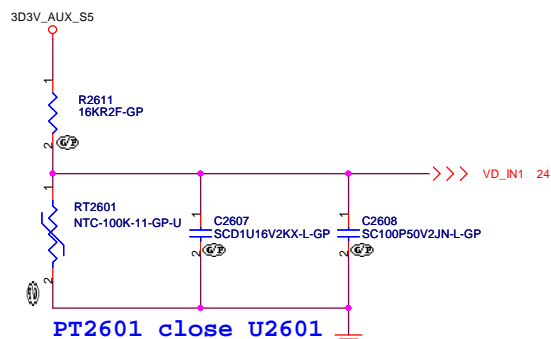 3D3V_AUX_S5
1
R2611
16KR2F-GP
2
G/P
VD_IN1 24
1
RT2601
NTC-100K-11-GP-U
2
1
C2607
SCD1U16V2KX-L-GP
2
G/P
1
C2608
SC100P50V2JN-L-GP
2
G/P
PT2601 close U2601